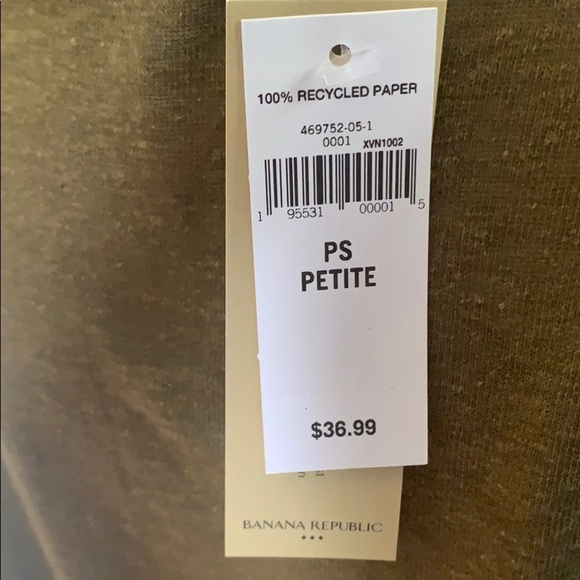 100% RECYCLED PAPER
469752-05-1
0001 XVN1002
1 95531 00001 5
PS
PETITE
$36.99
BANANA REPUBLIC